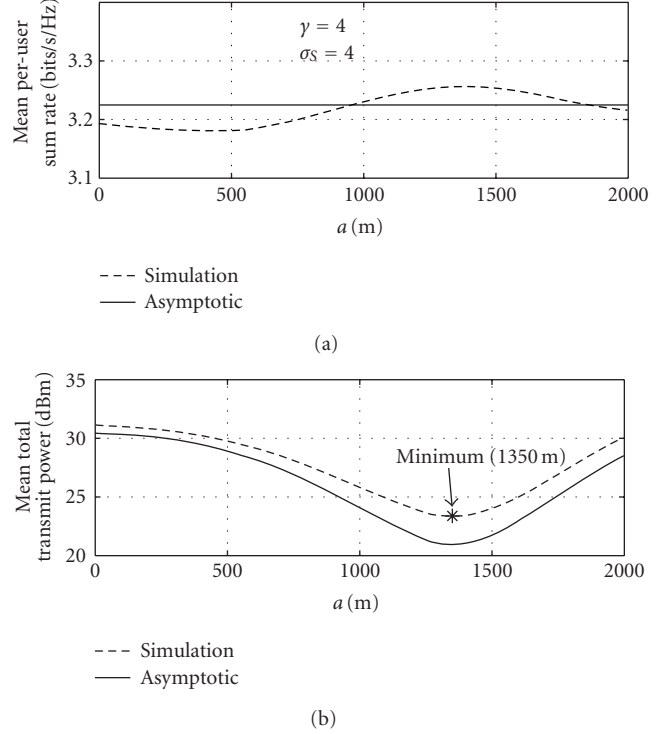 Mean per-user
sum rate (bits/s/Hz)
γ = 4
σS = 4
3.3
3.2
3.1
0
500
1000
1500
2000
a (m)
Simulation
Asymptotic
(a)
Mean total
transmit power (dBm)
35
30
25
20
Minimum (1350 m)
0
500
1000
1500
2000
a (m)
Simulation
Asymptotic
(b)